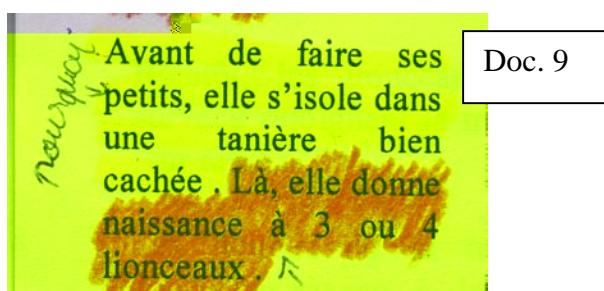 Avant de faire ses
petits, elle s'isole dans
une tanière bien
cachée . Là, elle donne
naissance à 3 ou 4
lionceaux .
pourquoi
Doc. 9